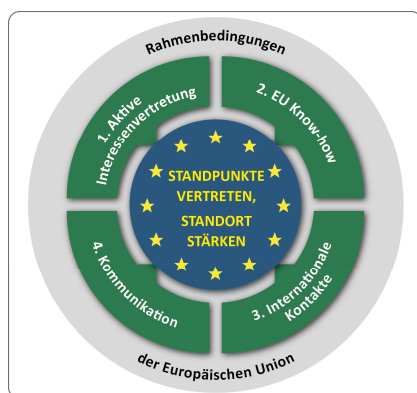 Rahmenbedingungen
1. Aktive
Interessenvertretung
2. EU Know-how
STANDPUNKTE
VERTRETEN,
STANDORT
STÄRKEN
4. Kommunikation
3. Internationale
Kontakte
der Europäischen Union